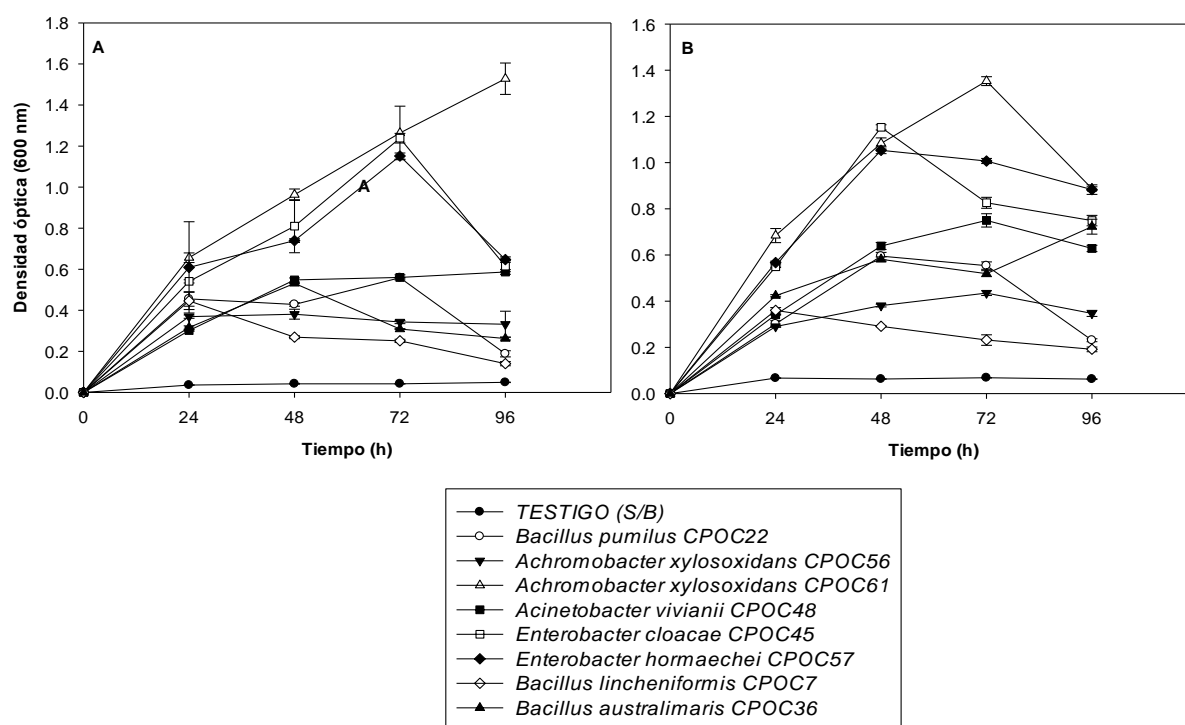 A
Densidad óptica (600 nm)
1.8
1.6
1.4
1.2
1.0
0.8
0.6
0.4
0.2
0.0
A
0 24 48 72 96
Tiempo (h)
B
1.6
1.4
1.2
1.0
0.8
0.6
0.4
0.2
0.0
0 24 48 72 96
Tiempo (h)
TESTIGO (S/B)
Bacillus pumilus CPOC22
Achromobacter xylosoxidans CPOC56
Achromobacter xylosoxidans CPOC61
Acinetobacter vivianii CPOC48
Enterobacter cloacae CPOC45
Enterobacter hormaechei CPOC57
Bacillus lincheniformis CPOC7
Bacillus australimaris CPOC36